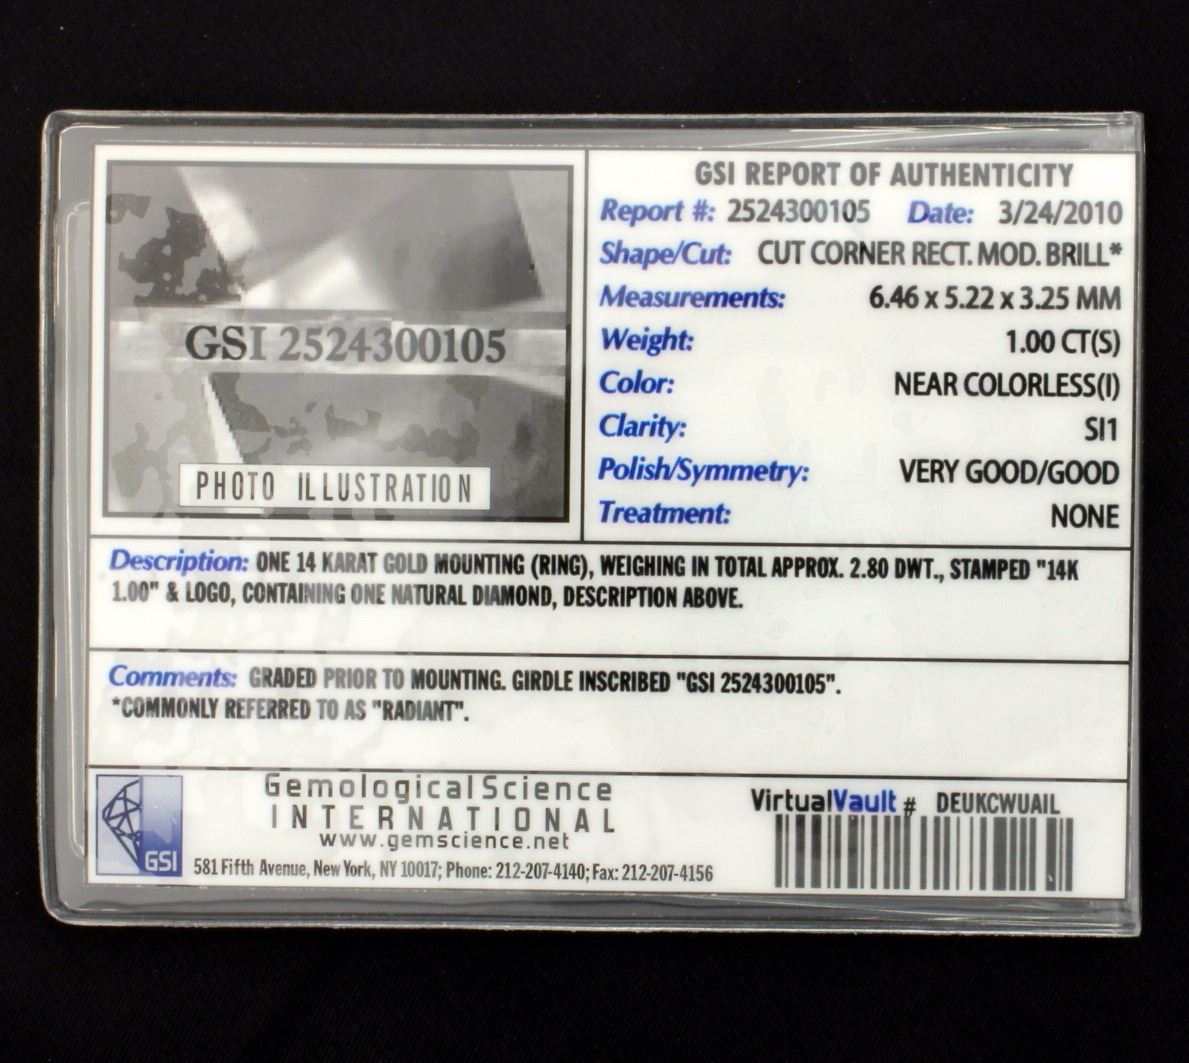 GSI REPORT OF AUTHENTICITY
Report #: 2524300105 Date: 3/24/2010
Shape/Cut: CUT CORNER RECT. MOD. BRILL*
Measurements: 6.46 x 5.22 x 3.25 MM
Weight: 1.00 CT(S)
Color: NEAR COLORLESS(I)
Clarity: SI1
Polish/Symmetry: VERY GOOD/GOOD
Treatment: NONE
GSI 2524300105
PHOTO ILLUSTRATION
Description: ONE 14 KARAT GOLD MOUNTING (RING), WEIGHING IN TOTAL APPROX. 2.80 DWT., STAMPED "14K
1.00" & LOGO, CONTAINING ONE NATURAL DIAMOND, DESCRIPTION ABOVE.
Comments: GRADED PRIOR TO MOUNTING. GIRDLE INSCRIBED "GSI 2524300105".
*COMMONLY REFERRED TO AS "RADIANT".
GSI
Gemological Science
INTERNATIONAL
www.gemscience.net
581 Fifth Avenue, New York, NY 10017; Phone: 212-207-4140; Fax: 212-207-4156
VirtualVault # DEUKCWUAIL